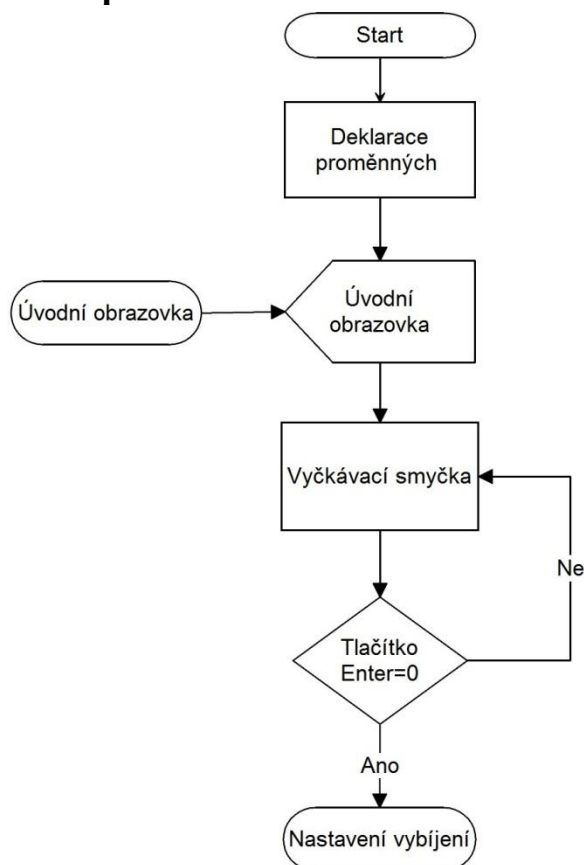 Start
Deklarace
proměnných
Úvodní obrazovka
Úvodní
obrazovka
Vyčkávací smyčka
Ne
Tlačítko
Enter=0
Ano
Nastavení vybíjení